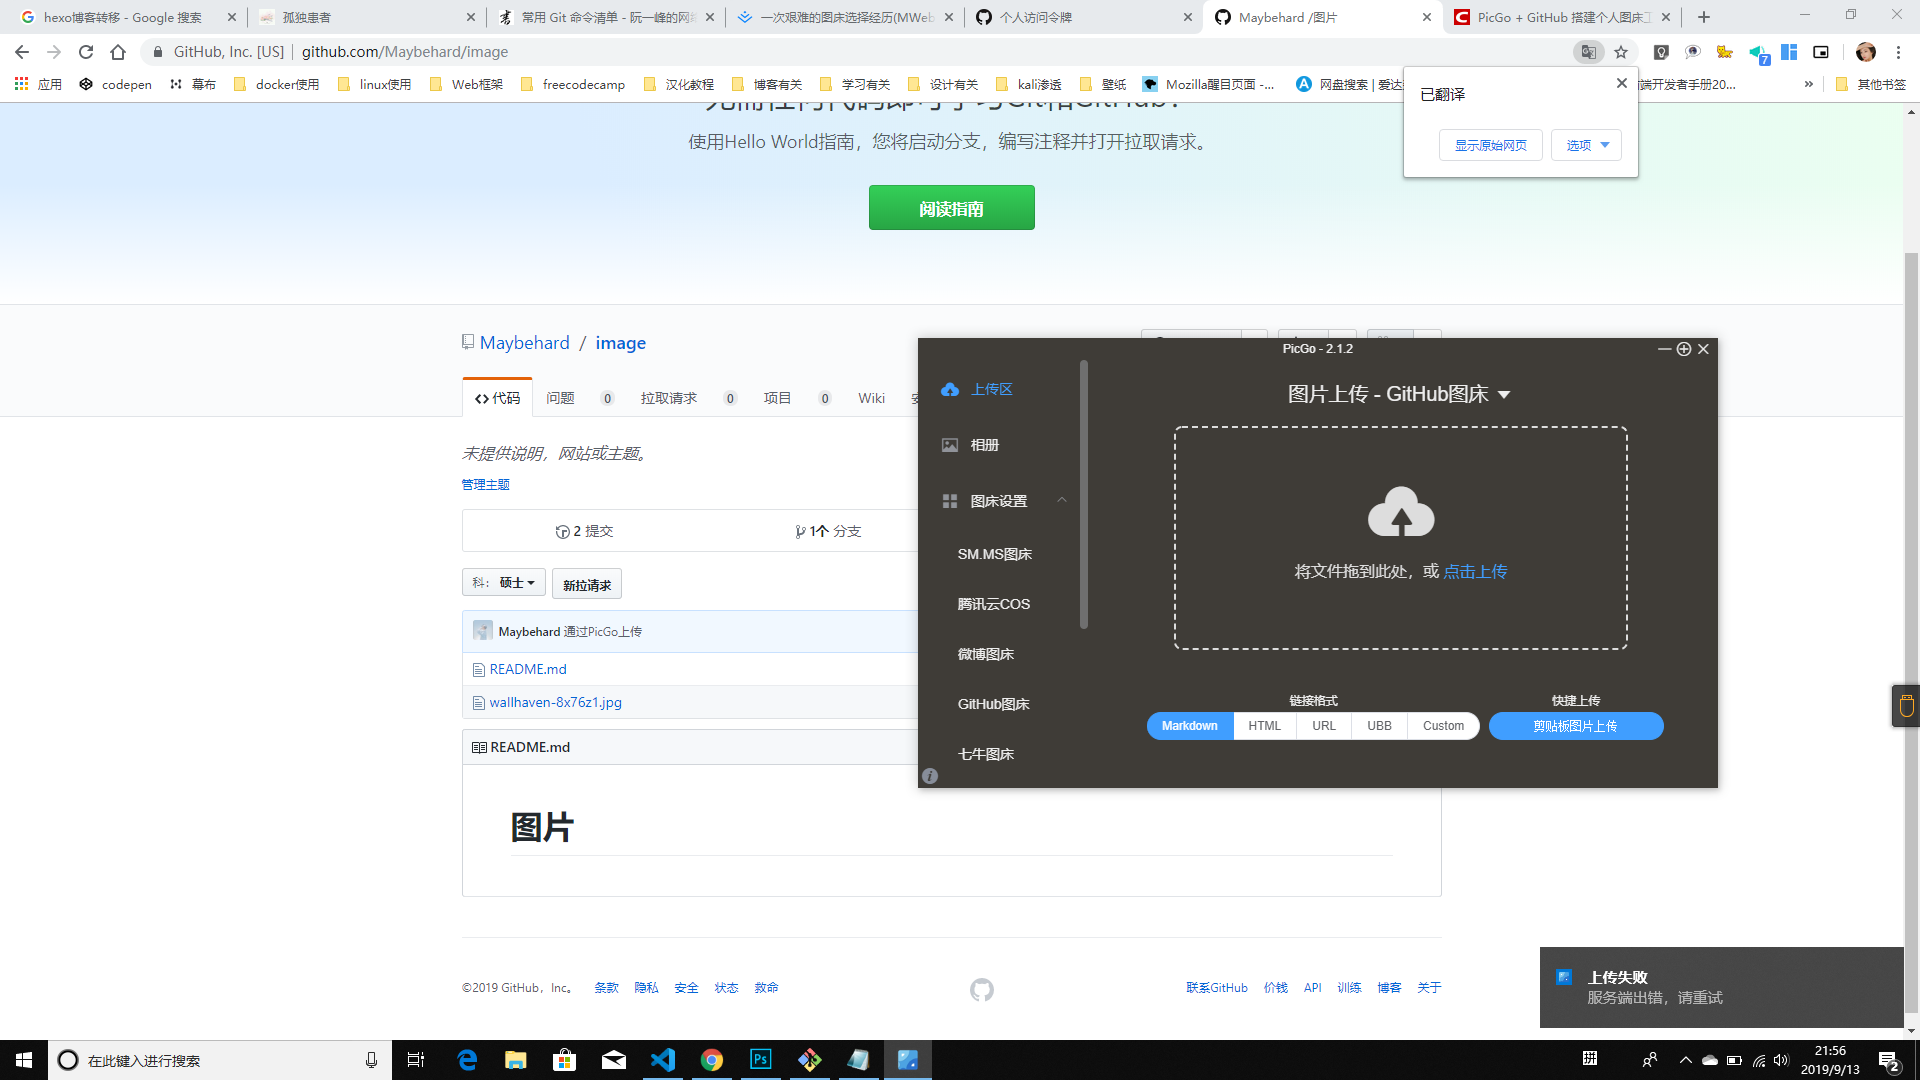 hexo博客转移 - Google 搜索
孤独患者
常用 Git 命令清单 - 阮一峰的网络
一次艰难的图床选择经历(MWeb
个人访问令牌
Maybehard /图片
PicGo + GitHub 搭建个人图床工
GitHub, Inc. [US] | github.com/Maybehard/image
7
应用
codepen
幕布
docker使用
linux使用
Web框架
freecodecamp
汉化教程
博客有关
学习有关
设计有关
kali渗透
壁纸
Mozilla醒目页面 -...
网盘搜索 | 爱达
端开发者手册20...
»
其他书签
已翻译
显示原始网页
选项
使用Hello World指南，您将启动分支，编写注释并打开拉取请求。
阅读指南
Maybehard / image
代码
问题 0
拉取请求 0
项目 0
Wiki
未提供说明，网站或主题。
管理主题
2 提交
1个 分支
科： 硕士
新拉请求
Maybehard 通过PicGo上传
README.md
wallhaven-8x76z1.jpg
README.md
图片
PicGo - 2.1.2
上传区
相册
图床设置
SM.MS图床
腾讯云COS
微博图床
GitHub图床
七牛图床
图片上传 - GitHub图床
将文件拖到此处，或 点击上传
链接格式
快捷上传
Markdown
HTML
URL
UBB
Custom
剪贴板图片上传
©2019 GitHub，Inc。
条款
隐私
安全
状态
救命
联系GitHub
价钱
API
训练
博客
关于
上传失败
服务端出错，请重试
在此键入进行搜索
Ps
拼
21:56
2019/9/13
2